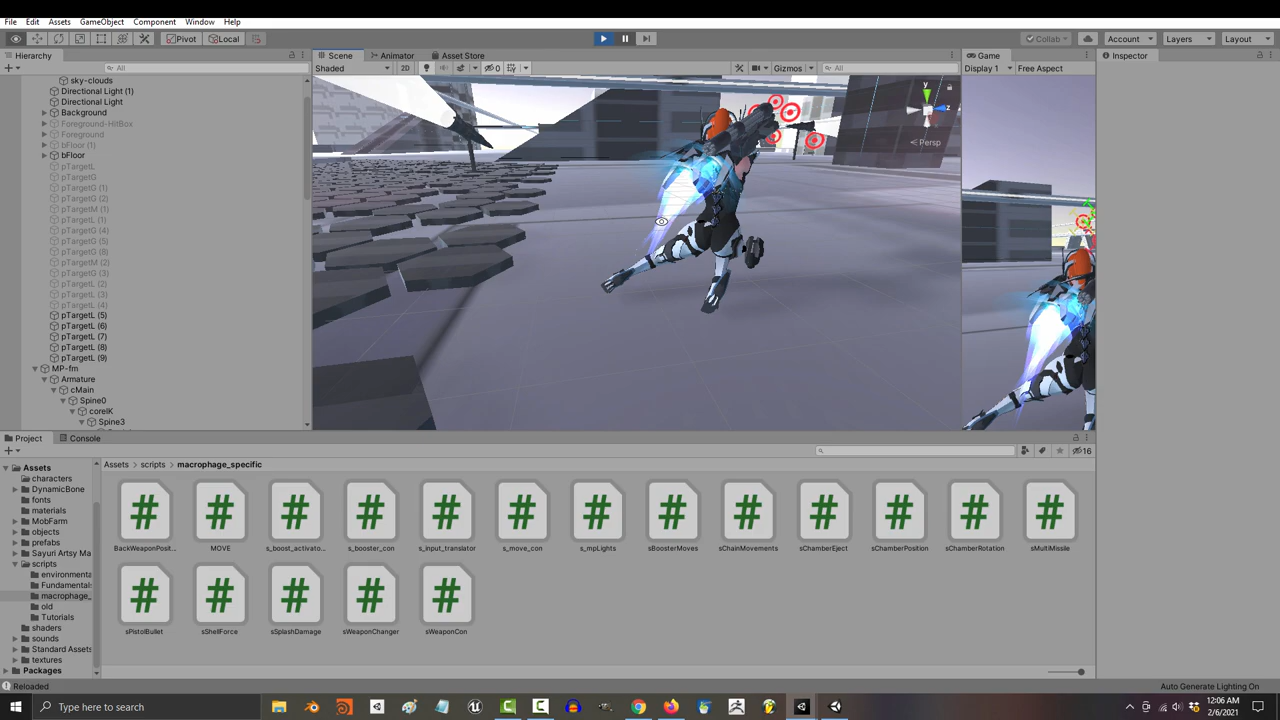 File Edit Assets GameObject Component Window Help
Pivot Local Collab Account Layers Layout
Hierarchy Scene Animator Asset Store Game Inspector
All Shaded 2D 0 Gizmos All Display 1 Free Aspect
sky-clouds
Directional Light (1)
Directional Light
Background
Foreground-HitBox
Foreground
bFloor (1)
bFloor
pTargetL
pTargetG
pTargetG (1)
pTargetG (2)
pTargetM (1)
pTargetL (1)
pTargetG (4)
pTargetG (5)
pTargetG (8)
pTargetM (2)
pTargetG (3)
pTargetL (2)
pTargetL (3)
pTargetL (4)
pTargetL (5)
pTargetL (6)
pTargetL (7)
pTargetL (8)
pTargetL (9)
MP-fm
Armature
cMain
Spine0
coreIK
Spine3
y
z
Persp
Project Console
16
Assets
characters
DynamicBone
fonts
materials
MobFarm
objects
prefabs
Sayuri Artsy Ma
scripts
environmenta
Fundamental
macrophage_
old
Tutorials
shaders
sounds
Standard Assets
textures
Packages
Assets scripts macrophage_specific
# # # # # # # # # # # # #
BackWeaponPosit... MOVE s_boost_activato... s_booster_con s_input_translator s_move_con s_mpLights sBoosterMoves sChainMovements sChamberEject sChamberPosition sChamberRotation sMultiMissile
# # # # #
sPistolBullet sShellForce sSplashDamage sWeaponChanger sWeaponCon
Reloaded Auto Generate Lighting On
Type here to search
12:06 AM
2/6/2021